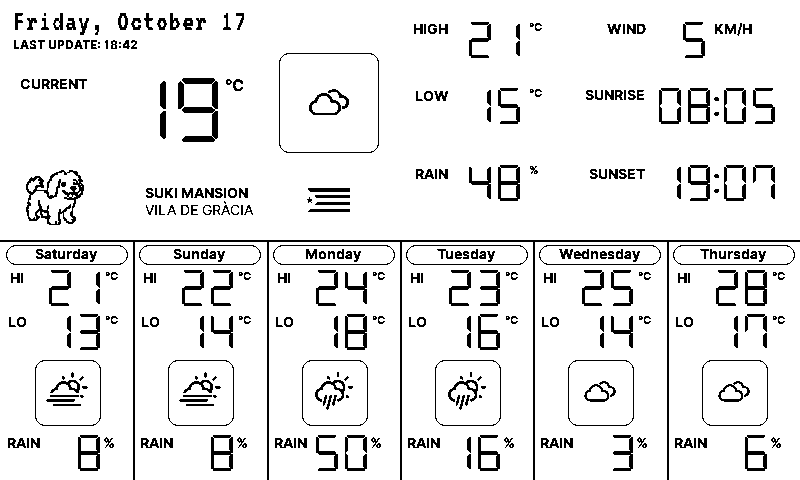 Friday, October 17
LAST UPDATE: 18:42
CURRENT 19 °C
HIGH 21 °C
LOW 15 °C
RAIN 48 %
WIND 5 KM/H
SUNRISE 08:05
SUNSET 19:07
SUKI MANSION
VILA DE GRÀCIA
Saturday
HI 21 °C
LO 13 °C
RAIN 8 %
Sunday
HI 22 °C
LO 14 °C
RAIN 8 %
Monday
HI 24 °C
LO 18 °C
RAIN 50 %
Tuesday
HI 23 °C
LO 16 °C
RAIN 16 %
Wednesday
HI 25 °C
LO 14 °C
RAIN 3 %
Thursday
HI 28 °C
LO 17 °C
RAIN 6 %